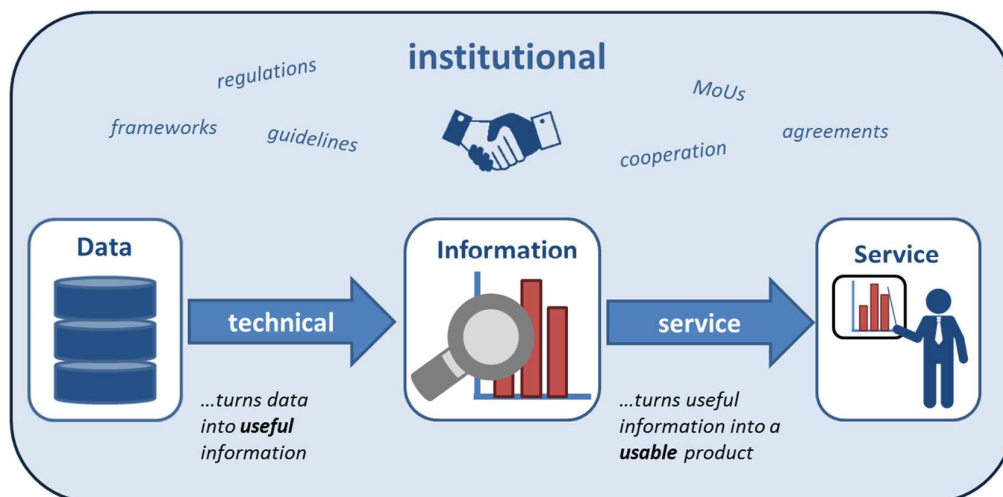 institutional
regulations
MoUs
frameworks
guidelines
cooperation
agreements
Data
Information
Service
technical
service
...turns data
into useful
information
...turns useful
information into a
usable product